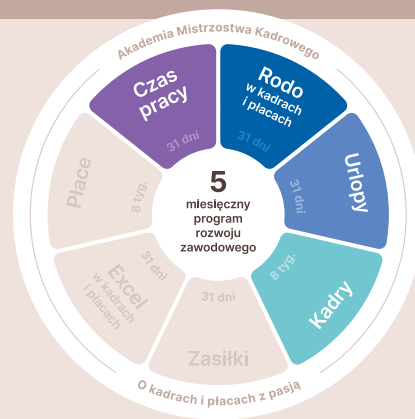 Akademia Mistrzostwa Kadrowego
Czas
pracy
31 dni
Rodo
w kadrach
i płacach
31 dni
Urlopy
31 dni
Kadry
8 tyg.
Zasiłki
31 dni
Excel
w kadrach
i płacach
31 dni
Płace
8 tyg.
5
miesięczny
program
rozwoju
zawodowego
O kadrach i płacach z pasją